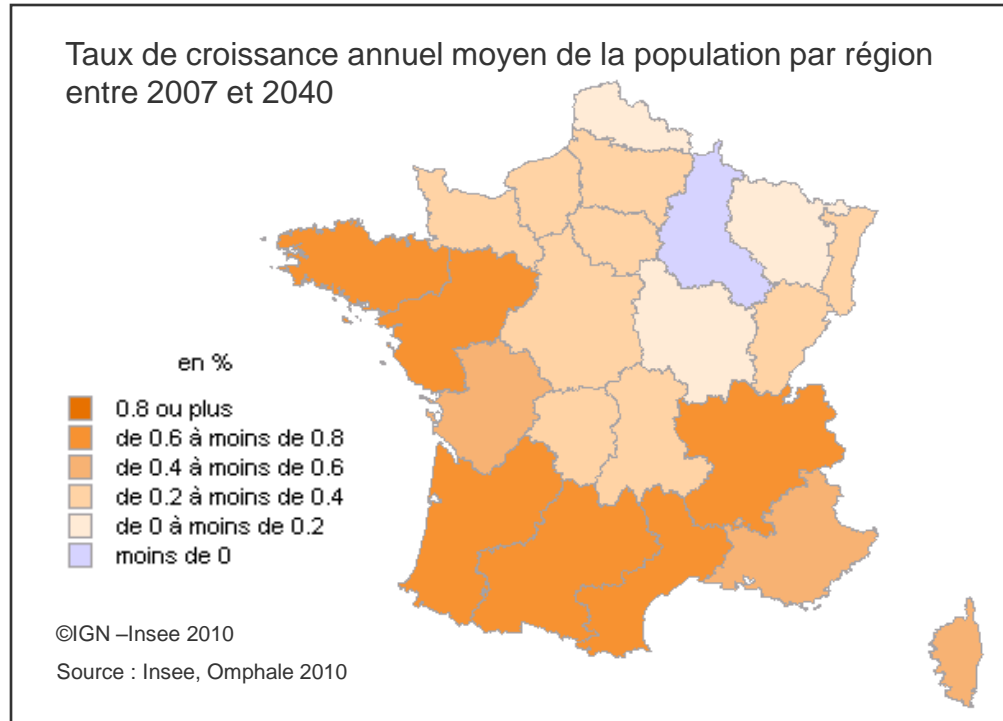 Taux de croissance annuel moyen de la population par région
entre 2007 et 2040
en %
0.8 ou plus
de 0.6 à moins de 0.8
de 0.4 à moins de 0.6
de 0.2 à moins de 0.4
de 0 à moins de 0.2
moins de 0
©IGN –Insee 2010
Source : Insee, Omphale 2010